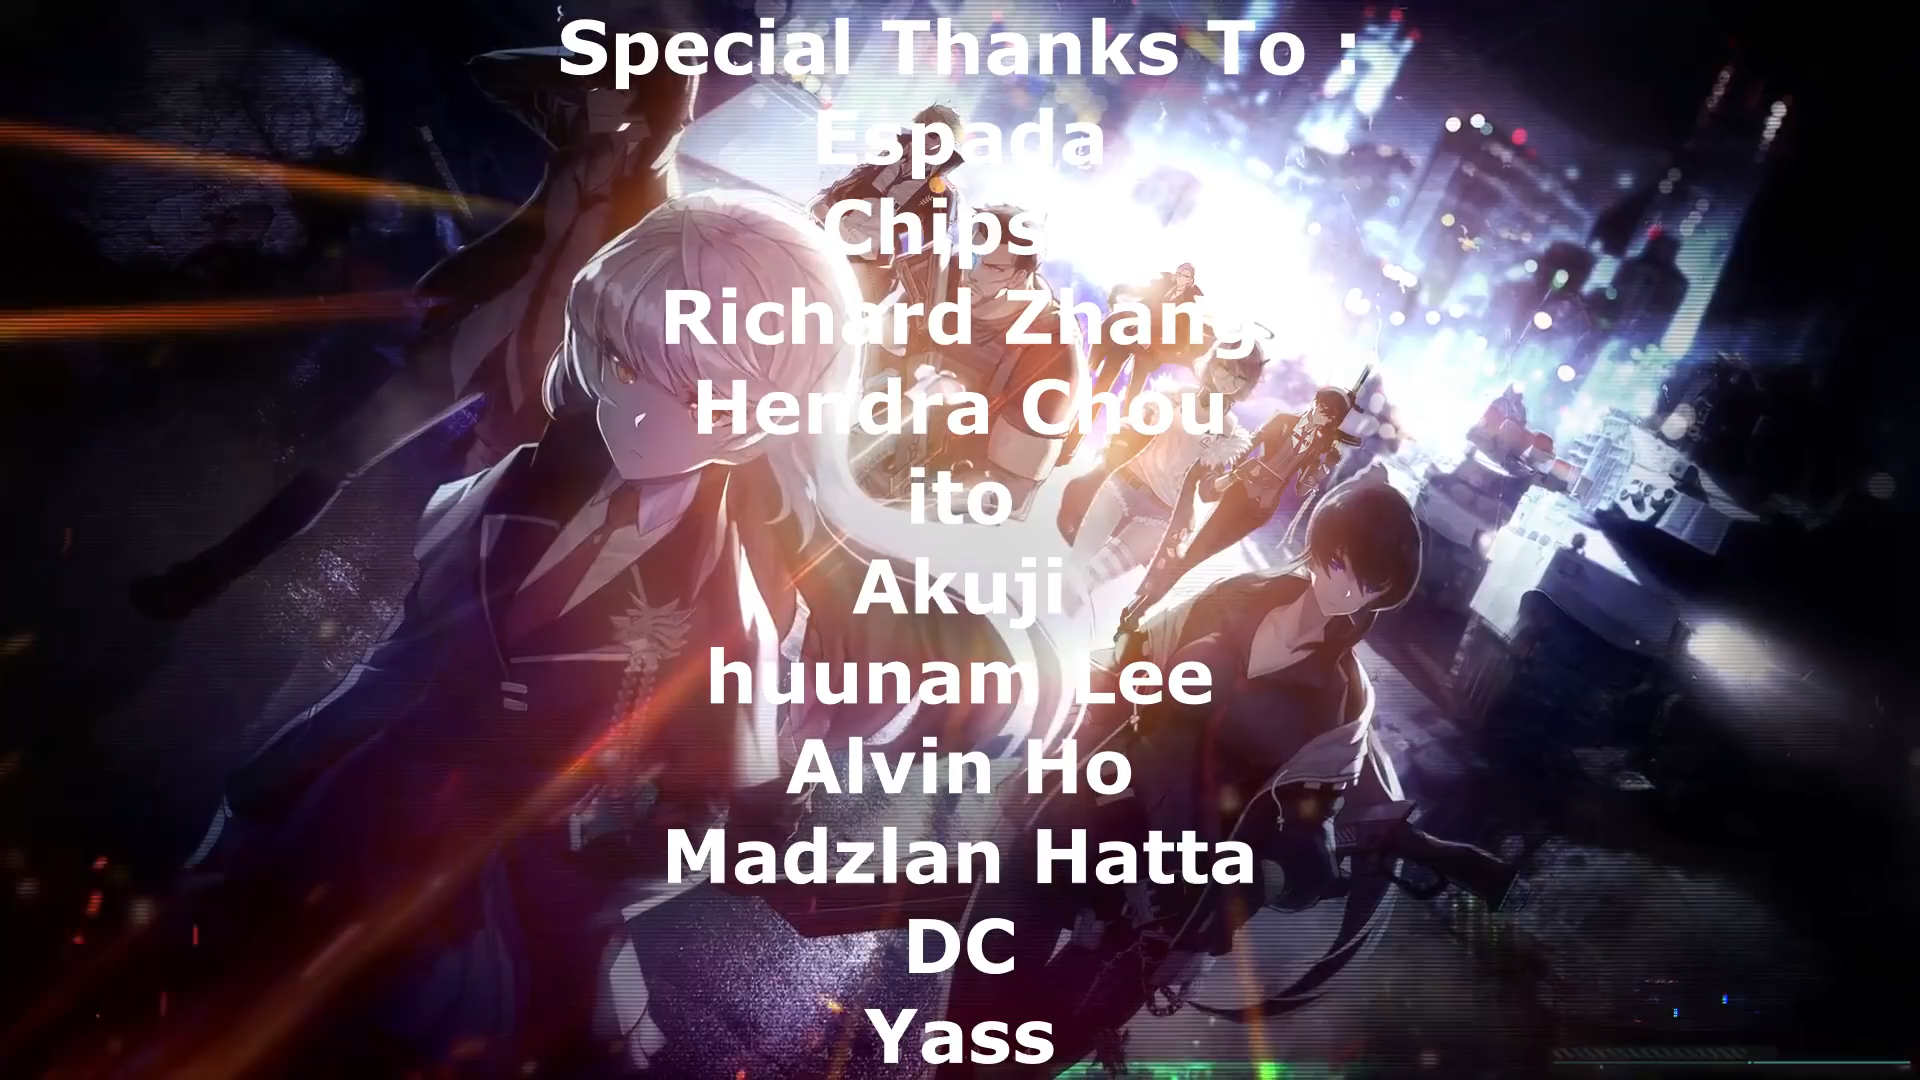 Special Thanks To :
Espada
Chips
Richard Zhang
Hendra Chou
ito
Akuji
huunam Lee
Alvin Ho
Madzlan Hatta
DC
Yass